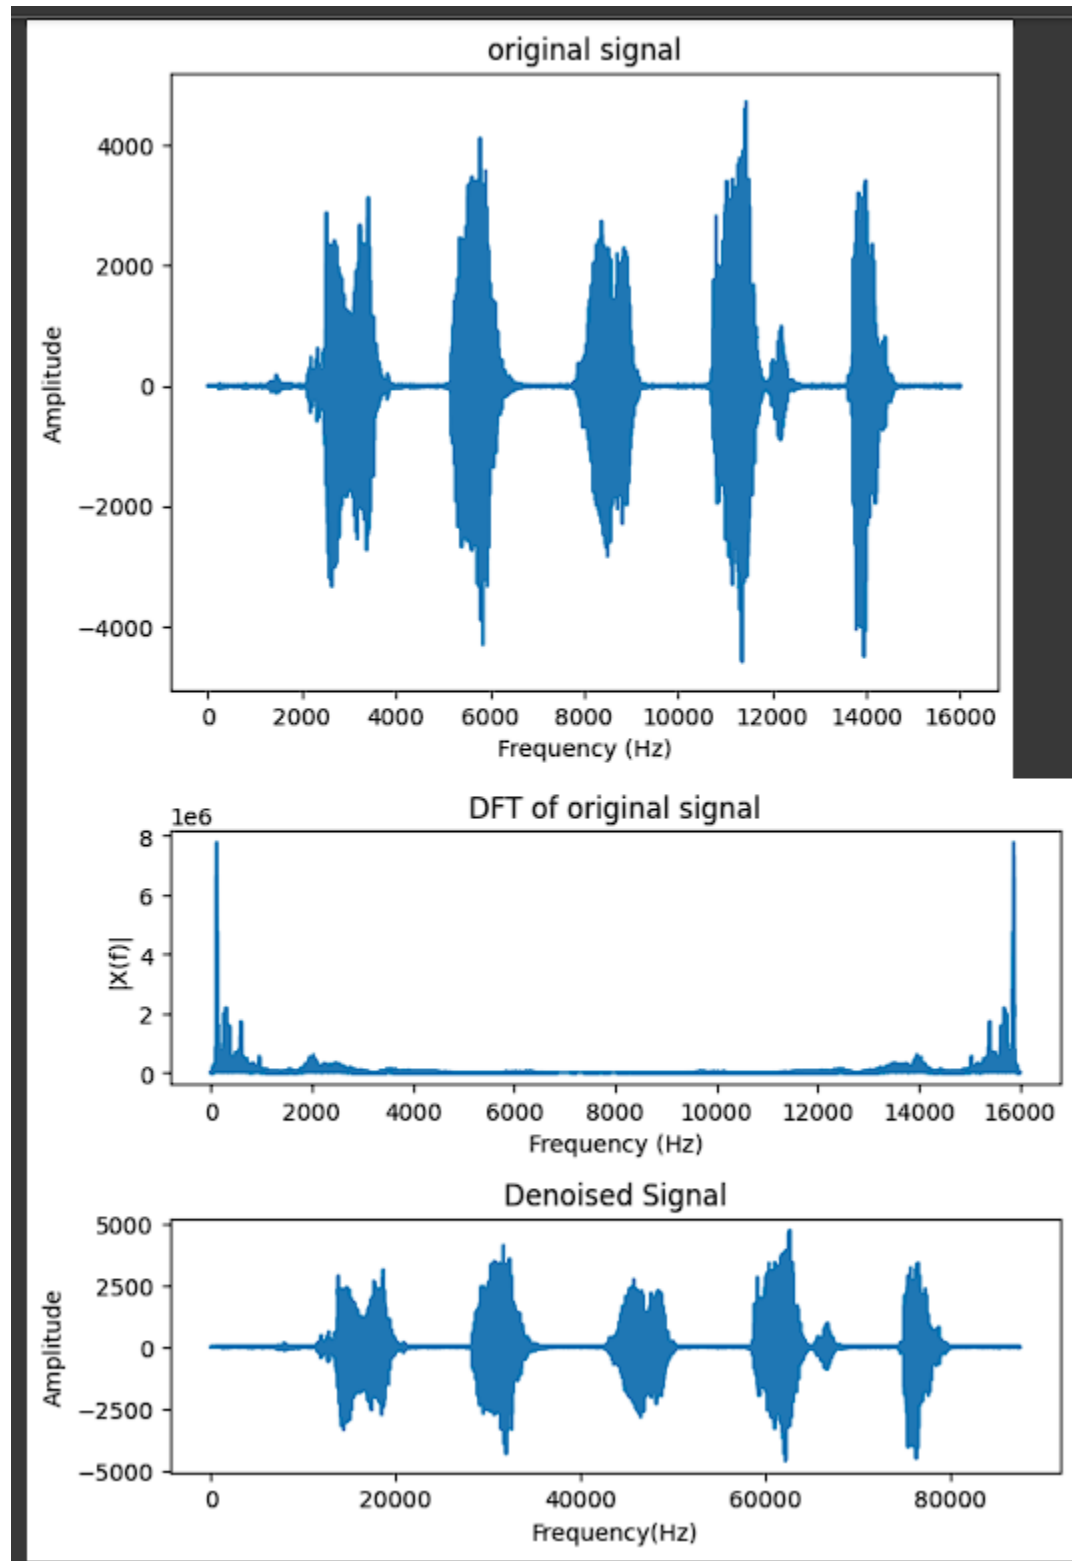 original signal
4000
2000
0
−2000
−4000
Amplitude
0 2000 4000 6000 8000 10000 12000 14000 16000
Frequency (Hz)
DFT of original signal
1e6
8
6
4
2
0
|X(f)|
0 2000 4000 6000 8000 10000 12000 14000 16000
Frequency (Hz)
Denoised Signal
5000
2500
0
−2500
−5000
Amplitude
0 20000 40000 60000 80000
Frequency(Hz)